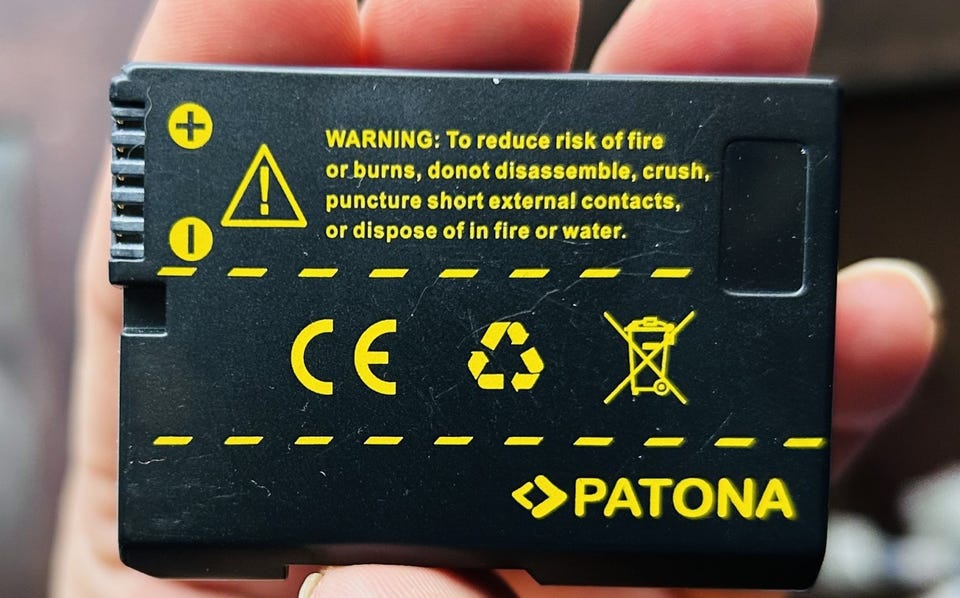 WARNING: To reduce risk of fire
or burns, donot disassemble, crush,
puncture short external contacts,
or dispose of in fire or water.
CE
PATONA